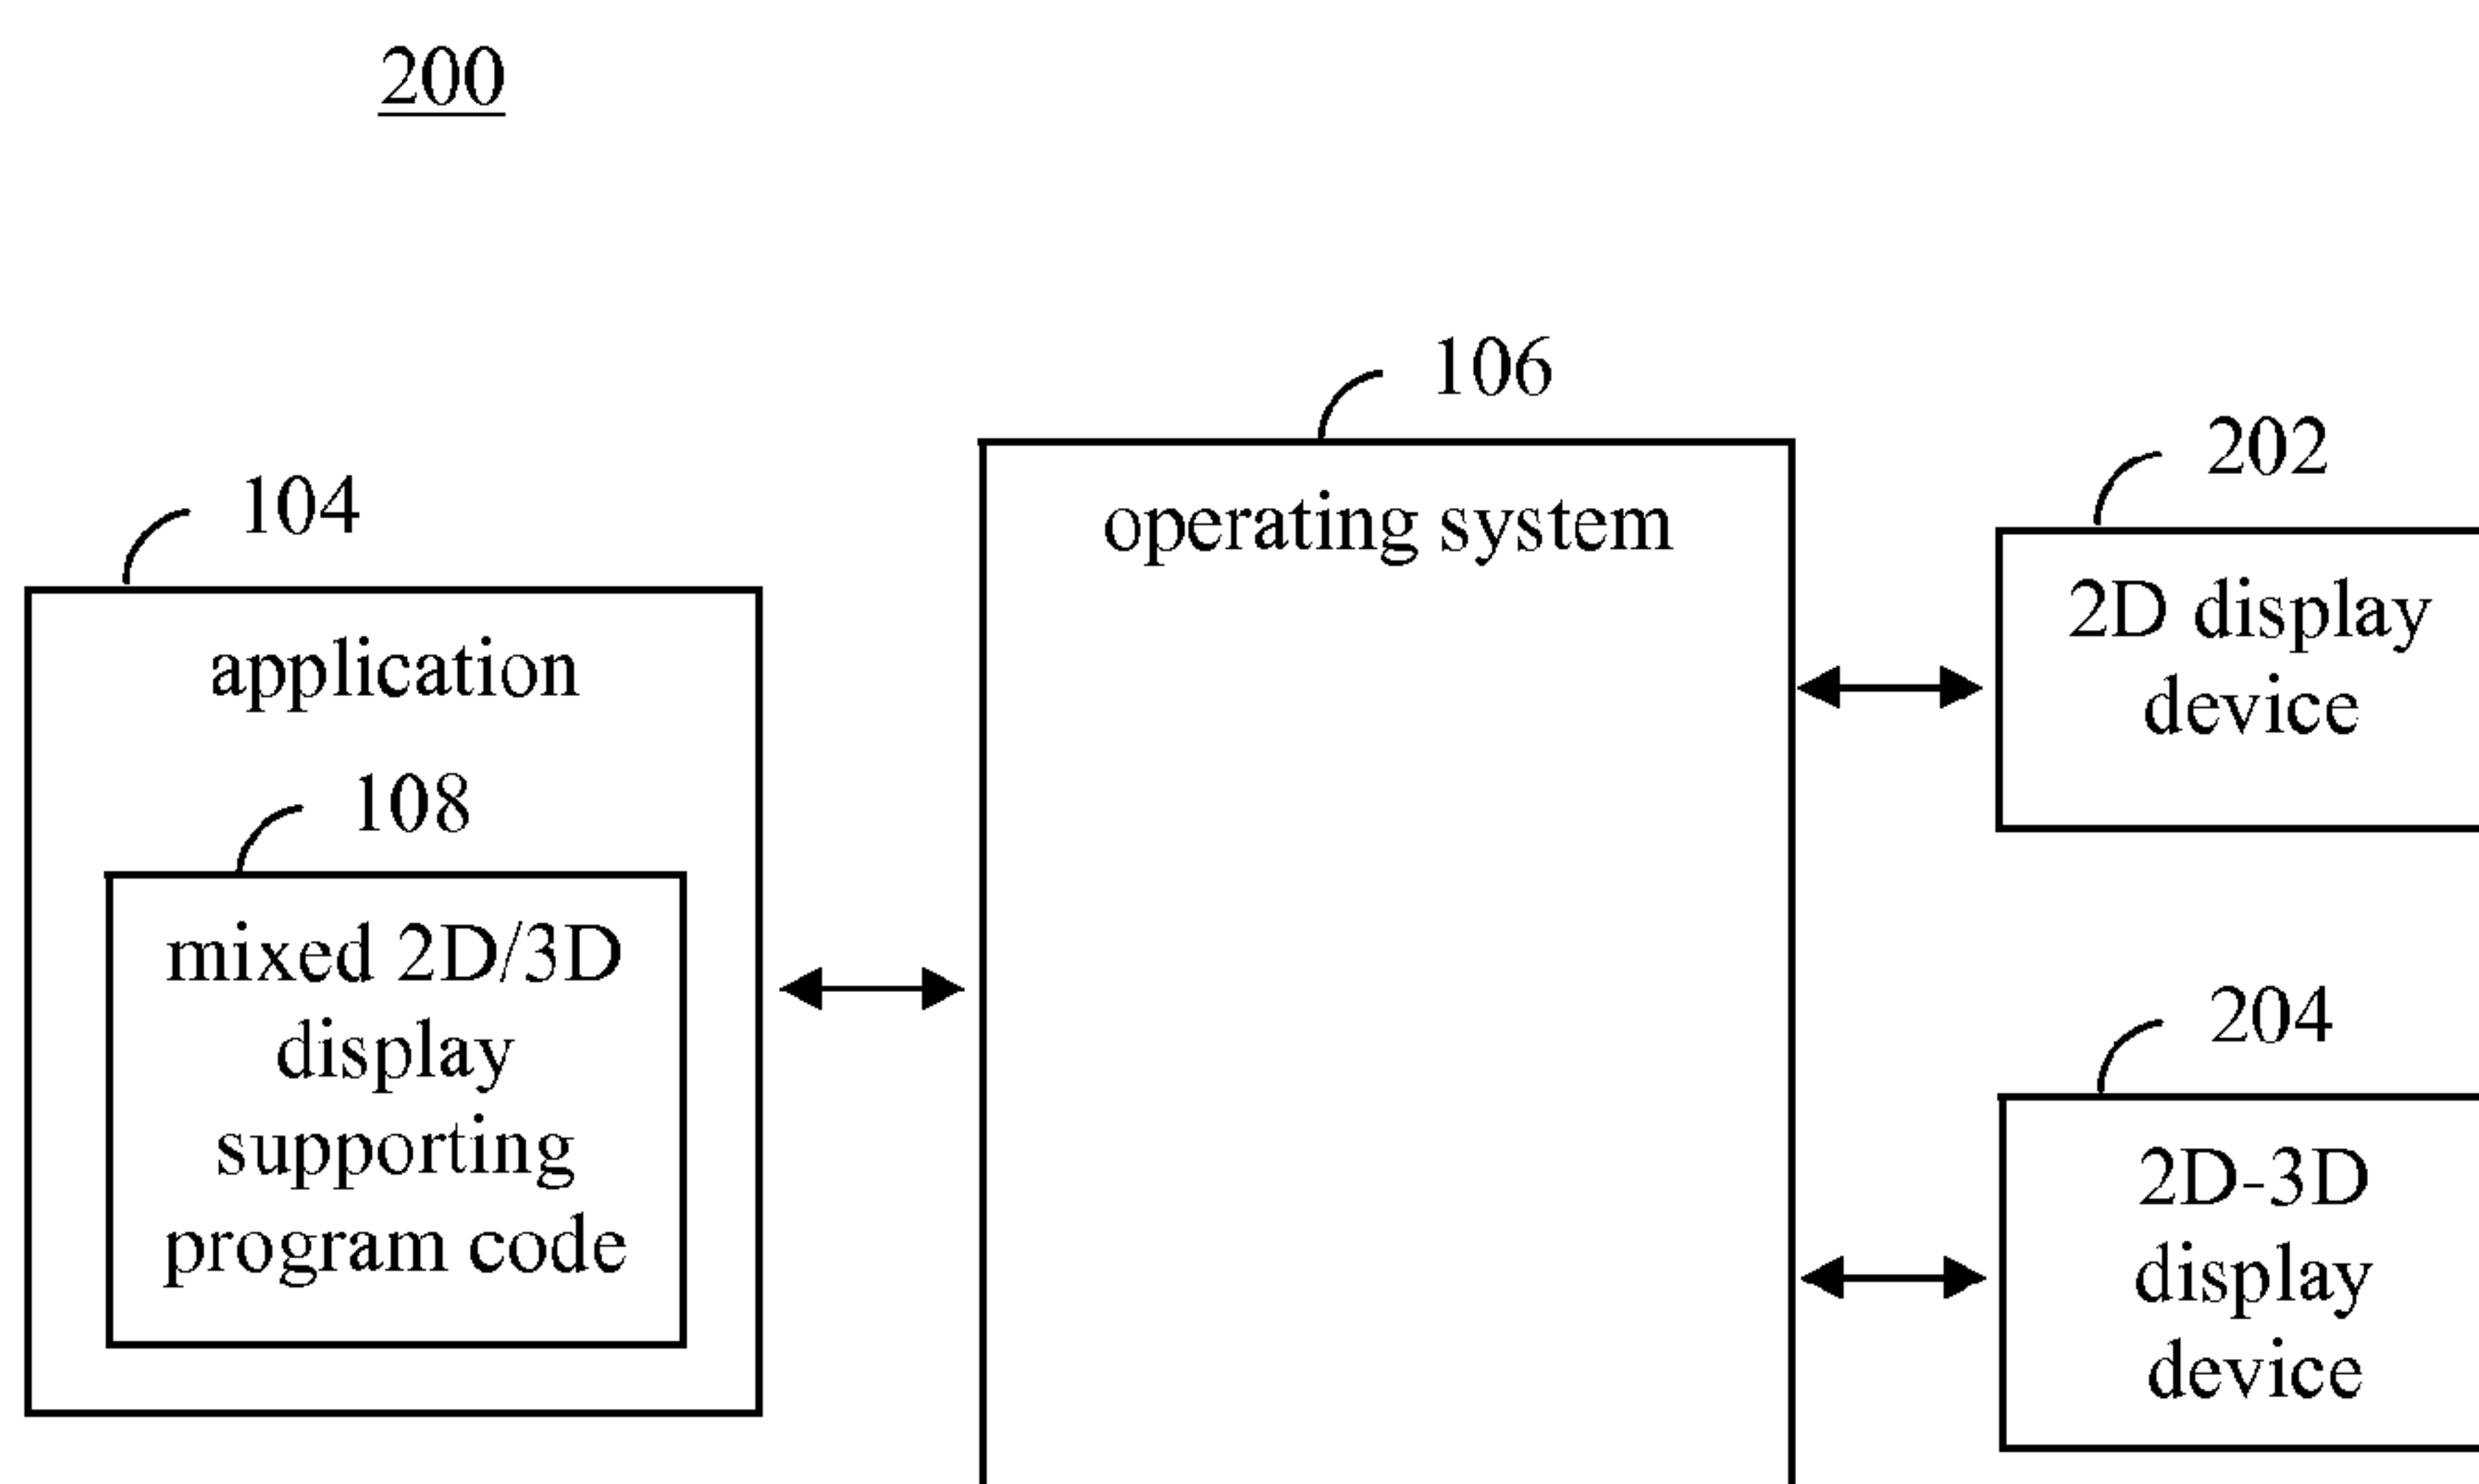 200
104
application
108
mixed 2D/3D
display
supporting
program code
106
operating system
202
2D display
device
204
2D-3D
display
device